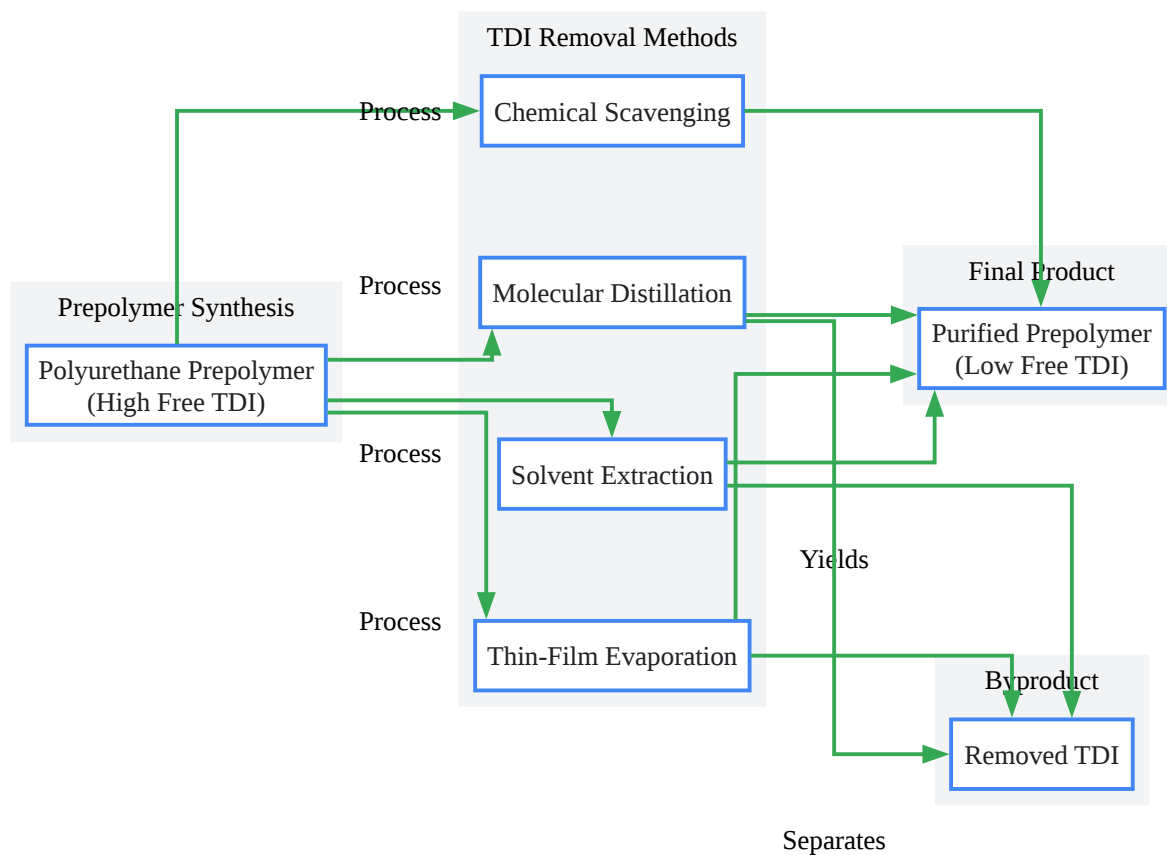 TDI Removal Methods
Process
Chemical Scavenging
Process
Molecular Distillation
Final Product
Purified Prepolymer
(Low Free TDI)
Prepolymer Synthesis
Polyurethane Prepolymer
(High Free TDI)
Process
Solvent Extraction
Yields
Process
Thin-Film Evaporation
Byproduct
Removed TDI
Separates